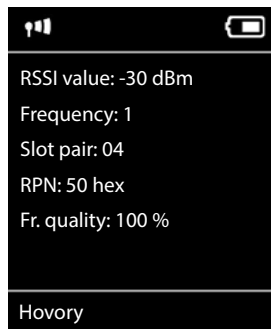 RSSI value: -30 dBm
Frequency: 1
Slot pair: 04
RPN: 50 hex
Fr. quality: 100 %
Hovory